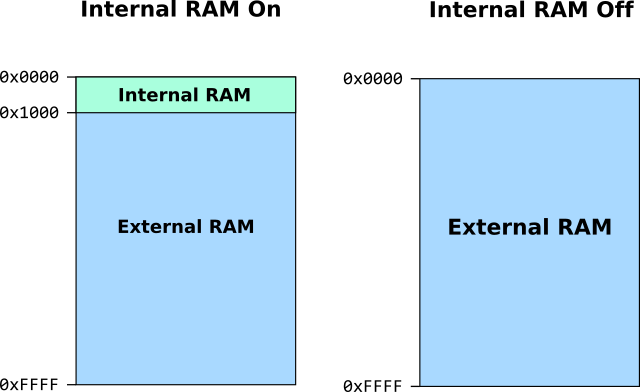 Internal RAM On
0x0000
Internal RAM
0x1000
External RAM
0xFFFF
Internal RAM Off
0x0000
External RAM
0xFFFF